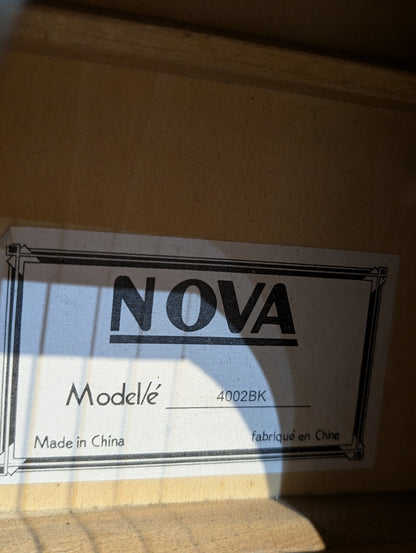 NOVA
Model/é 4002BK
Made in China fabriqué en Chine